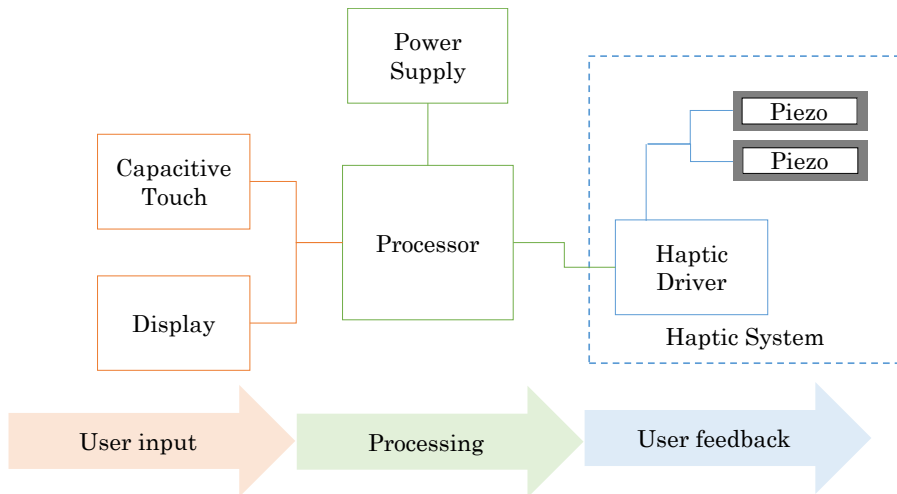 Power
Supply
Capacitive
Touch
Display
Processor
Piezo
Piezo
Haptic
Driver
Haptic System
User input
Processing
User feedback